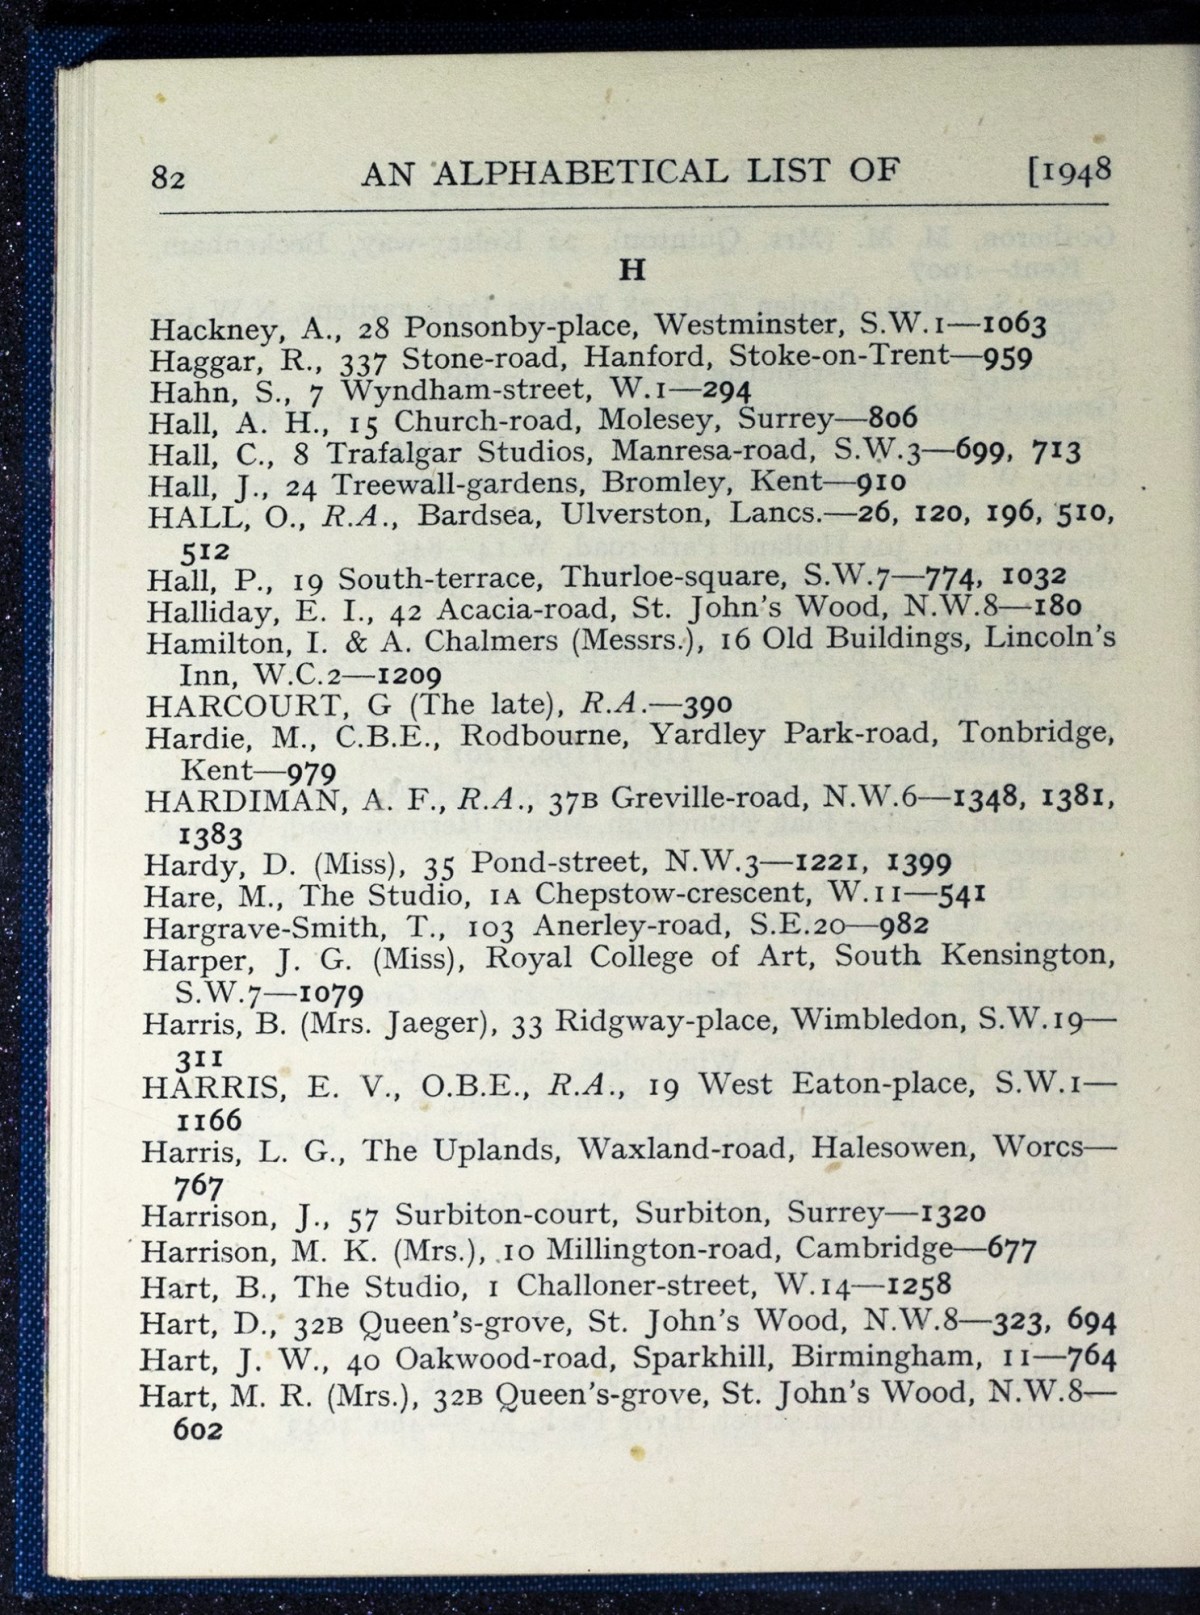 82 AN ALPHABETICAL LIST OF [1948
H
Hackney, A., 28 Ponsonby-place, Westminster, S.W.1—1063
Haggar, R., 337 Stone-road, Hanford, Stoke-on-Trent—959
Hahn, S., 7 Wyndham-street, W.1—294
Hall, A. H., 15 Church-road, Molesey, Surrey—806
Hall, C., 8 Trafalgar Studios, Manresa-road, S.W.3—699, 713
Hall, J., 24 Treewall-gardens, Bromley, Kent—910
HALL, O., R.A., Bardsea, Ulverston, Lancs.—26, 120, 196, 510,
512
Hall, P., 19 South-terrace, Thurloe-square, S.W.7—774, 1032
Halliday, E. I., 42 Acacia-road, St. John's Wood, N.W.8—180
Hamilton, I. & A. Chalmers (Messrs.), 16 Old Buildings, Lincoln's
Inn, W.C.2—1209
HARCOURT, G (The late), R.A.—390
Hardie, M., C.B.E., Rodbourne, Yardley Park-road, Tonbridge,
Kent—979
HARDIMAN, A. F., R.A., 37B Greville-road, N.W.6—1348, 1381,
1383
Hardy, D. (Miss), 35 Pond-street, N.W.3—1221, 1399
Hare, M., The Studio, 1A Chepstow-crescent, W.11—541
Hargrave-Smith, T., 103 Anerley-road, S.E.20—982
Harper, J. G. (Miss), Royal College of Art, South Kensington,
S.W.7—1079
Harris, B. (Mrs. Jaeger), 33 Ridgway-place, Wimbledon, S.W.19—
311
HARRIS, E. V., O.B.E., R.A., 19 West Eaton-place, S.W.1—
1166
Harris, L. G., The Uplands, Waxland-road, Halesowen, Worcs—
767
Harrison, J., 57 Surbiton-court, Surbiton, Surrey—1320
Harrison, M. K. (Mrs.), 10 Millington-road, Cambridge—677
Hart, B., The Studio, 1 Challoner-street, W.14—1258
Hart, D., 32B Queen's-grove, St. John's Wood, N.W.8—323, 694
Hart, J. W., 40 Oakwood-road, Sparkhill, Birmingham, 11—764
Hart, M. R. (Mrs.), 32B Queen's-grove, St. John's Wood, N.W.8—
602